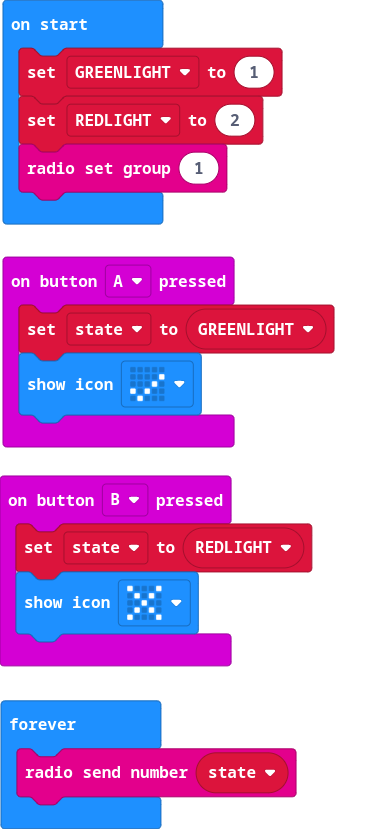 on start
set GREENLIGHT to 1
set REDLIGHT to 2
radio set group 1
on button A pressed
set state to GREENLIGHT
show icon
on button B pressed
set state to REDLIGHT
show icon
forever
radio send number state